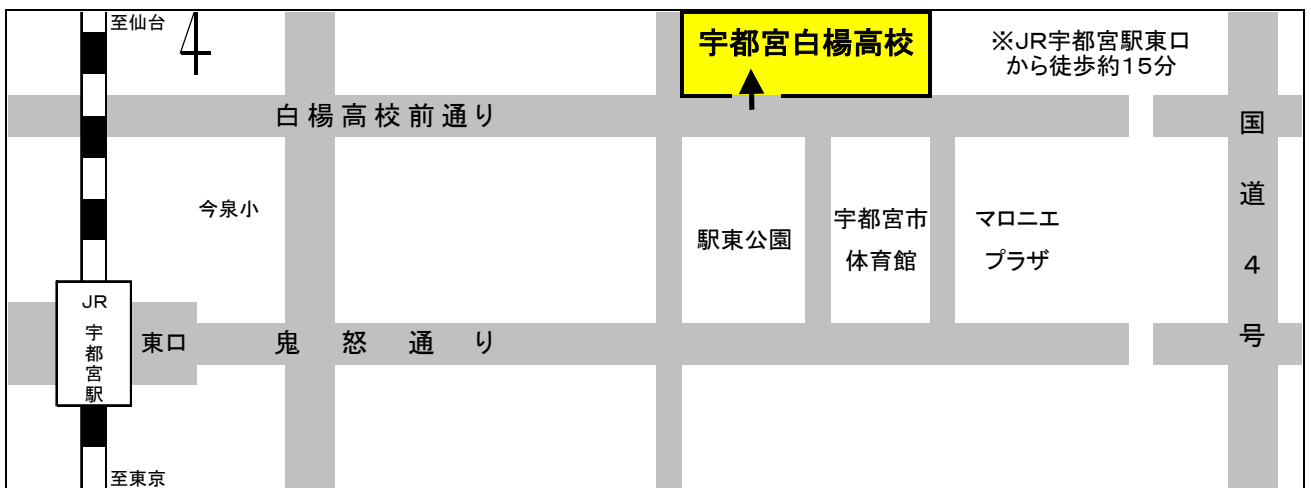 至仙台
宇都宮白楊高校
※JR宇都宮駅東口
から徒歩約15分
白楊高校前通り
国道4号
今泉小
駅東公園
宇都宮市
体育館
マロニエ
プラザ
JR
宇都宮駅
東口
鬼怒通り
至東京